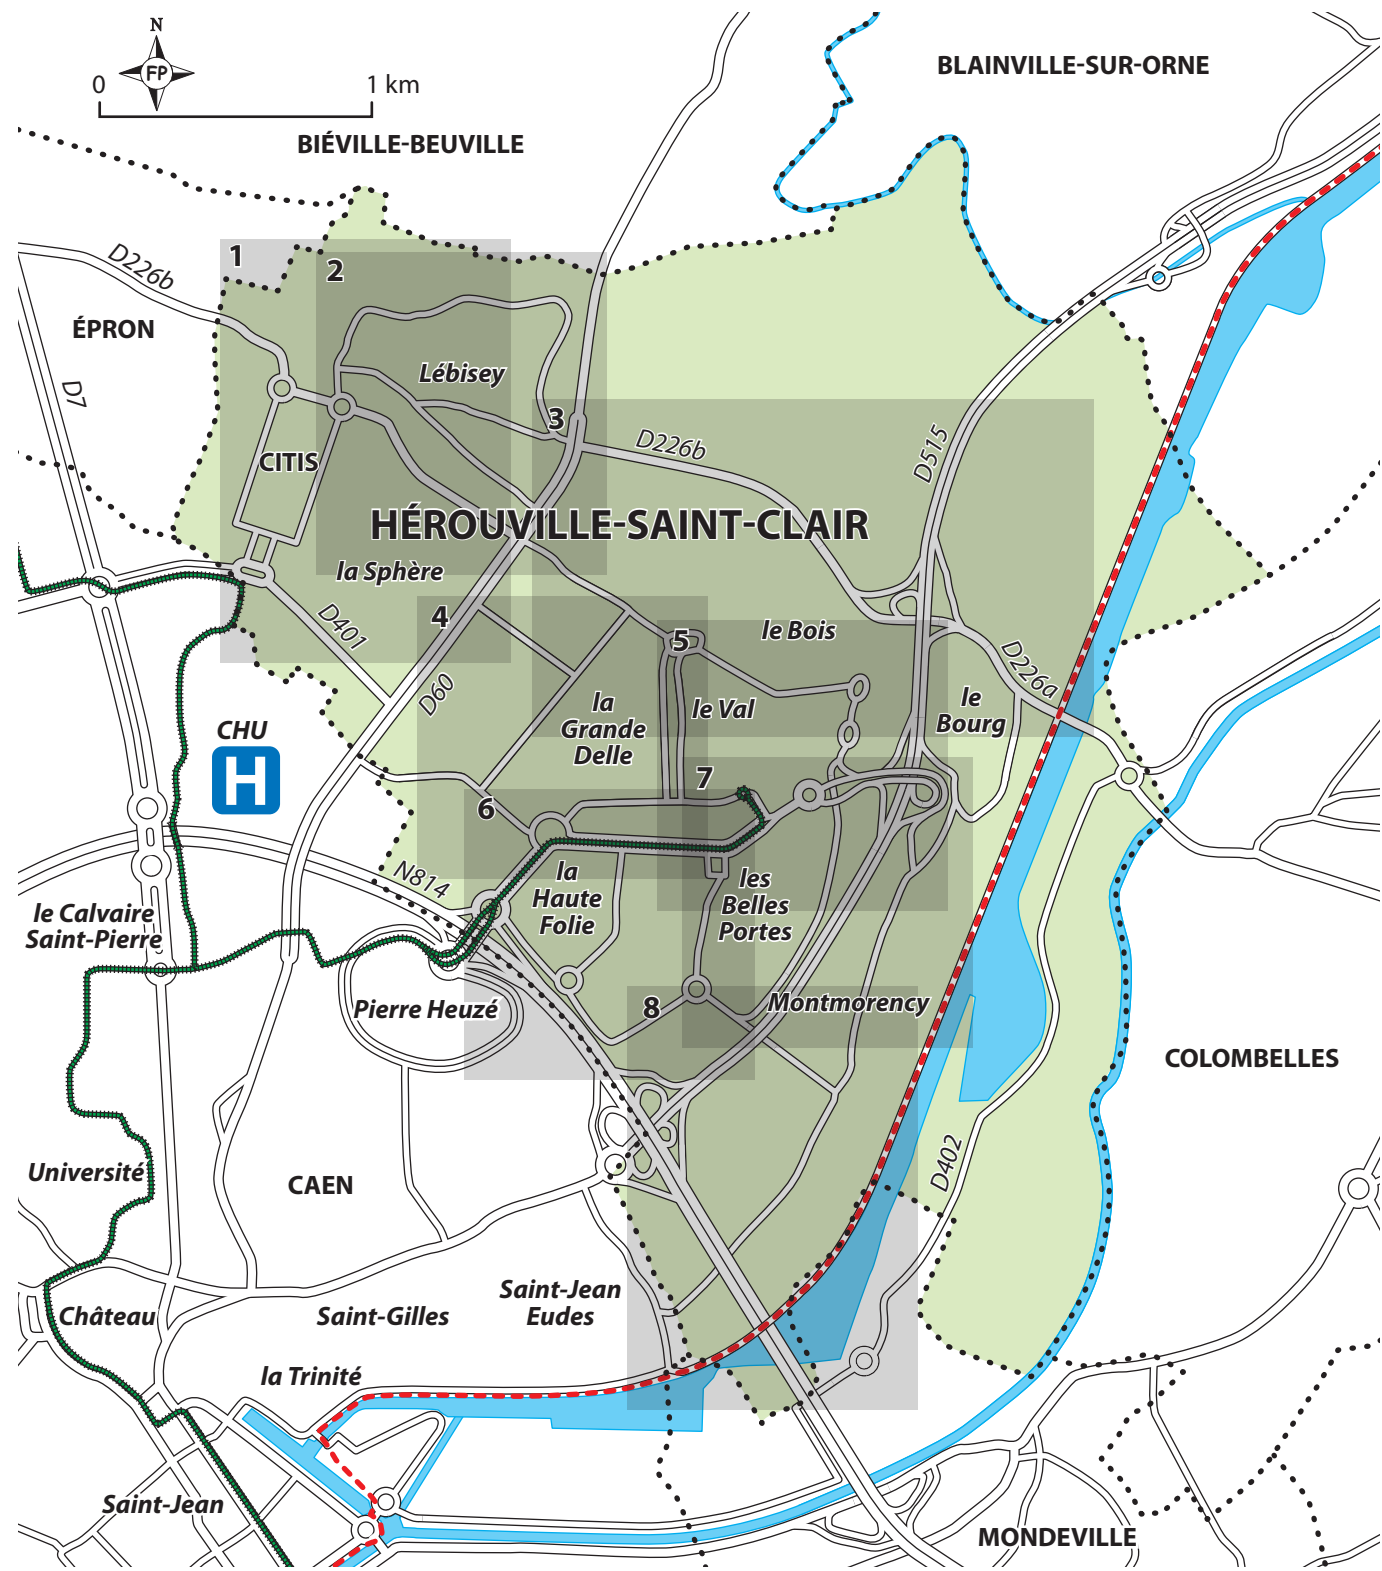 N
FP
0
1 km
BLAINVILLE-SUR-ORNE
BIÉVILLE-BEUVILLE
1
2
D226b
ÉPRON
D7
Lébisey
3
D226b
D515
CITIS
HÉROUVILLE-SAINT-CLAIR
la Sphère
D401
4
D60
5
le Bois
D226a
la
Grande
Delle
le Val
le
Bourg
CHU
H
7
6
N814
la
Haute
Folie
les
Belles
Portes
le Calvaire
Saint-Pierre
Pierre Heuzé
8
Montmorency
COLOMBELLES
D402
Université
CAEN
Château
Saint-Gilles
Saint-Jean
Eudes
la Trinité
Saint-Jean
MONDEVILLE